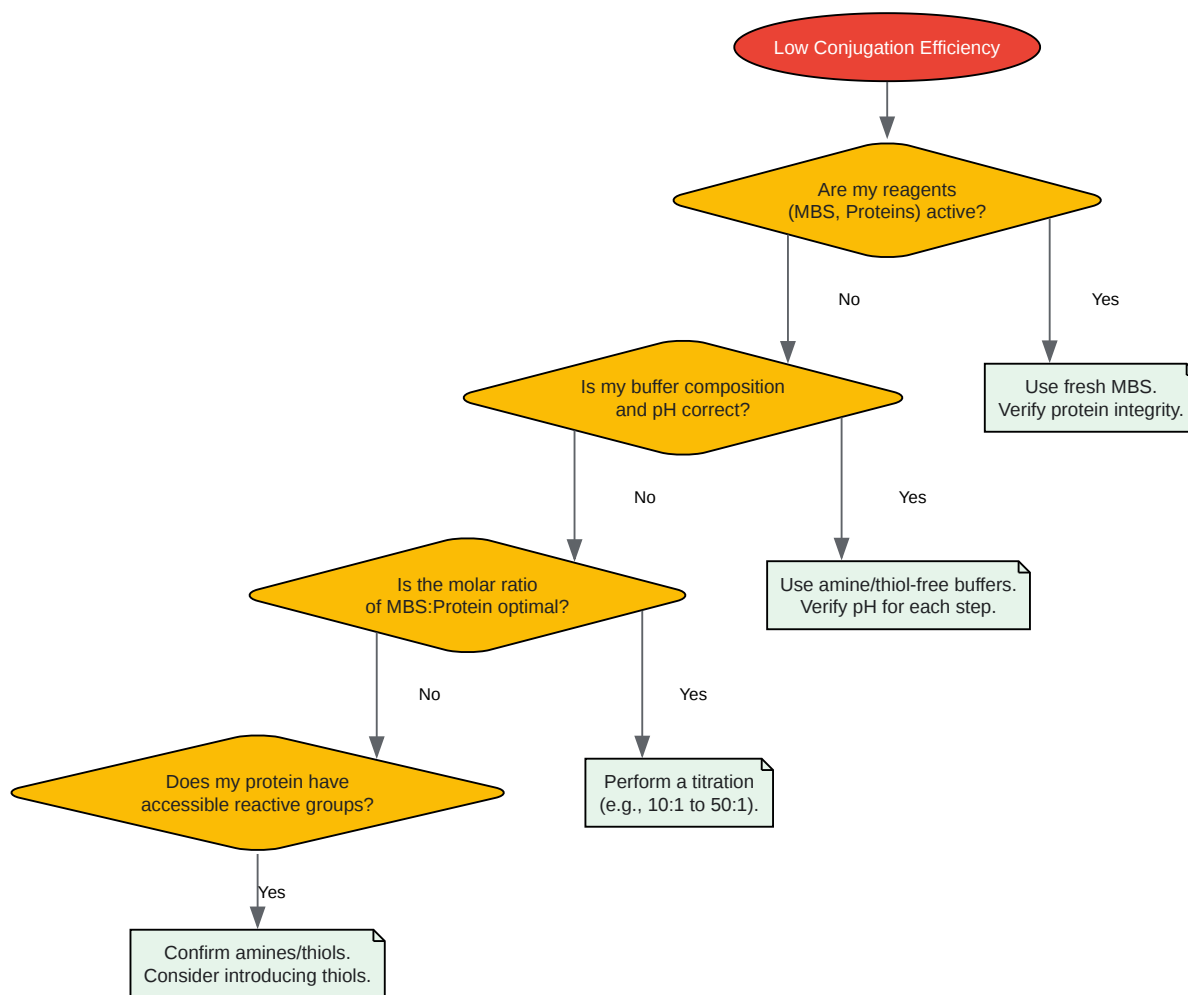 Low Conjugation Efficiency
Are my reagents
(MBS, Proteins) active?
No
Yes
Is my buffer composition
and pH correct?
Use fresh MBS.
Verify protein integrity.
No
Yes
Is the molar ratio
of MBS:Protein optimal?
Use amine/thiol-free buffers.
Verify pH for each step.
No
Yes
Does my protein have
accessible reactive groups?
Perform a titration
(e.g., 10:1 to 50:1).
Yes
Confirm amines/thiols.
Consider introducing thiols.